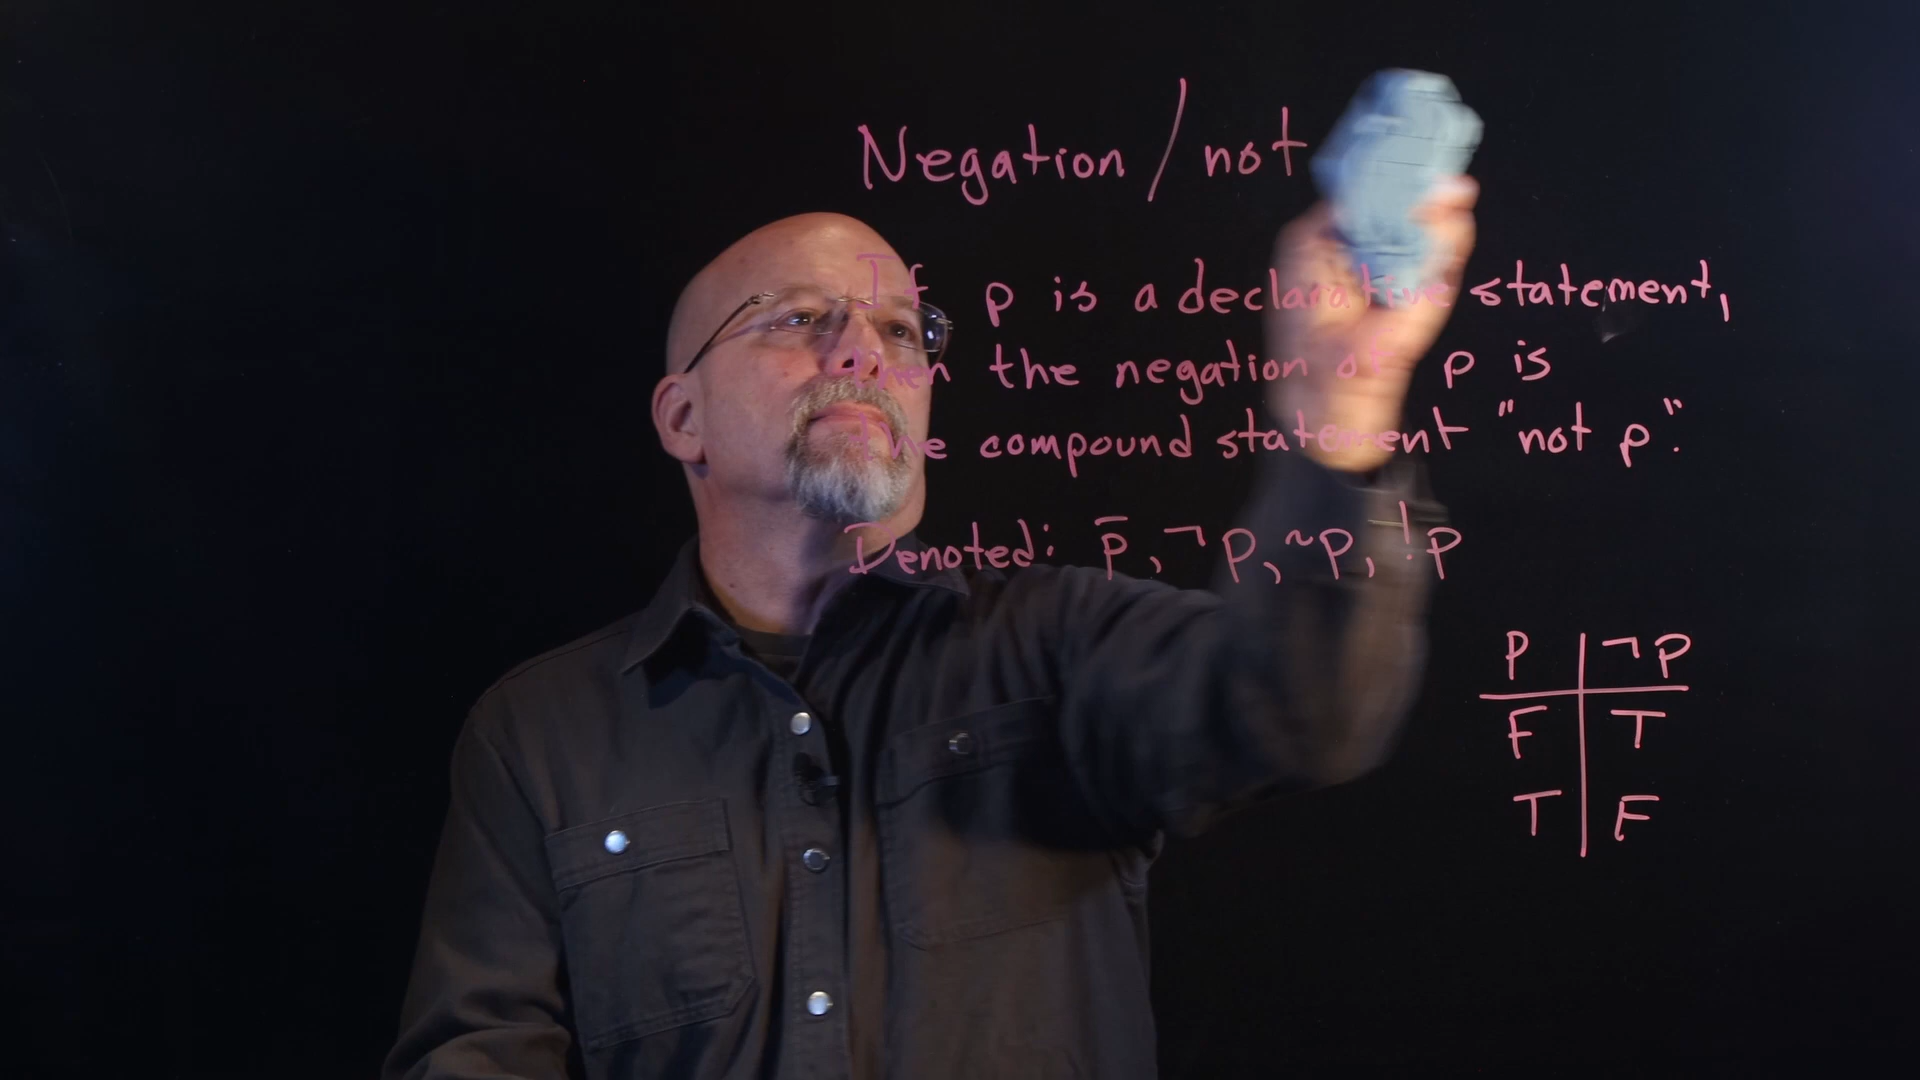 Negation / not
If p is a declarative statement,
then the negation of p is
the compound statement "not p".
Denoted: p̄, ¬p, ~p, !p
P | ¬P
F | T
T | F